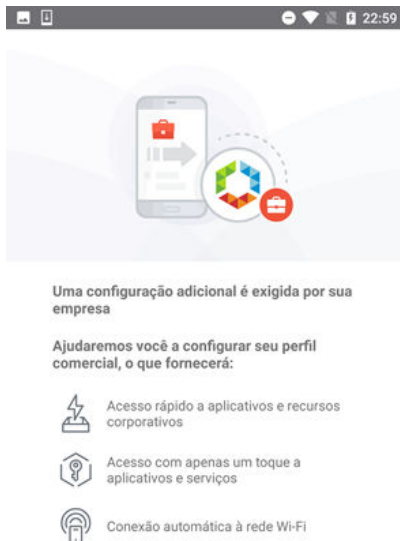 22:59
Uma configuração adicional é exigida por sua
empresa
Ajudaremos você a configurar seu perfil
comercial, o que fornecerá:
Acesso rápido a aplicativos e recursos
corporativos
Acesso com apenas um toque a
aplicativos e serviços
Conexão automática à rede Wi-Fi